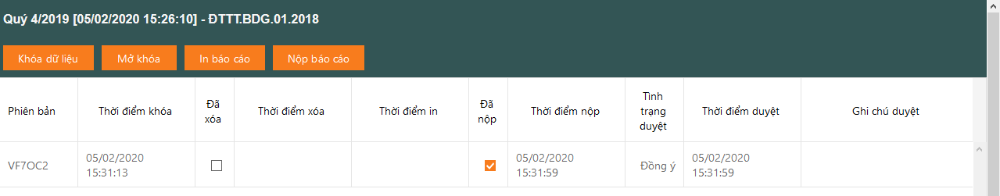 Quý 4/2019 [05/02/2020 15:26:10] - ĐTTT.BDG.01.2018
Khóa dữ liệu
Mở khóa
In báo cáo
Nộp báo cáo
Phiên bản
Thời điểm khóa
Đã
xóa
Thời điểm xóa
Thời điểm in
Đã
nộp
Thời điểm nộp
Tình
trạng
duyệt
Thời điểm duyệt
Ghi chú duyệt
VF7OC2
05/02/2020
15:31:13
05/02/2020
15:31:59
Đồng ý
05/02/2020
15:31:59